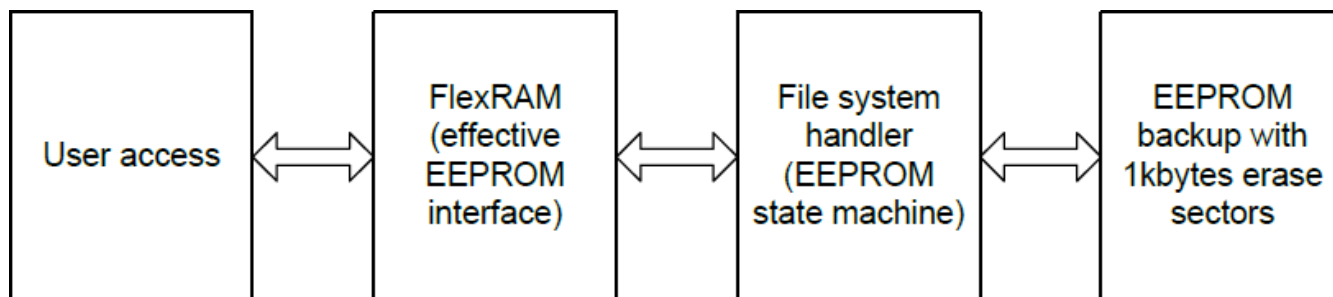 User access
FlexRAM
(effective
EEPROM
interface)
File system
handler
(EEPROM
state machine)
EEPROM
backup with
1kbytes erase
sectors